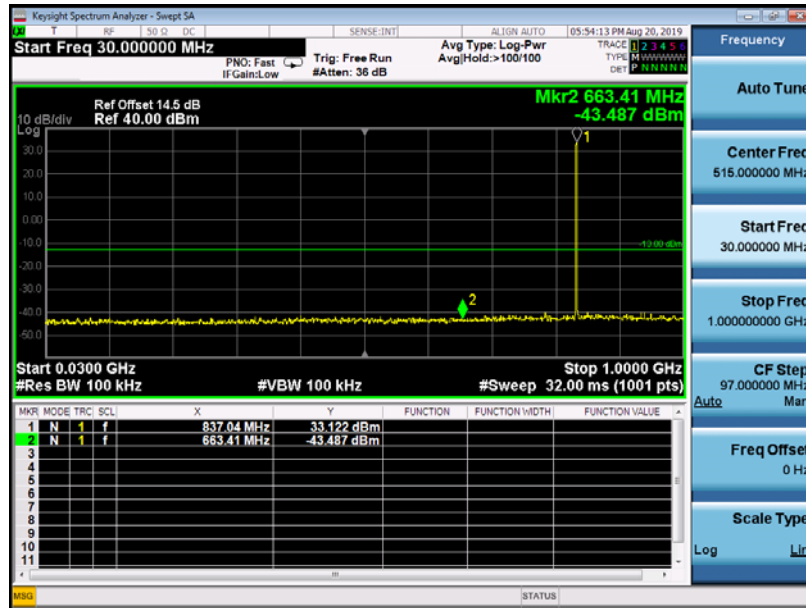 Keysight Spectrum Analyzer - Swept SA
T RF 50 Ω DC SENSE:INT ALIGN AUTO 05:54:13 PM Aug 20, 2019
Start Freq 30.000000 MHz
PNO: Fast
IFGain:Low
Trig: Free Run
#Atten: 36 dB
Avg Type: Log-Pwr
Avg|Hold:>100/100
TRACE 1 2 3 4 5 6
TYPE M WWWWW
DET P N N N N N
Ref Offset 14.5 dB
10 dB/div Ref 40.00 dBm
Log
Mkr2 663.41 MHz
-43.487 dBm
30.0
20.0
10.0
0.00
-10.0
-20.0
-30.0
-40.0
-50.0
1
-13.00 dBm
2
Start 0.0300 GHz Stop 1.0000 GHz
#Res BW 100 kHz #VBW 100 kHz #Sweep 32.00 ms (1001 pts)
MKR MODE TRC SCL X Y FUNCTION FUNCTION WIDTH FUNCTION VALUE
1 N 1 f 837.04 MHz 33.122 dBm
2 N 1 f 663.41 MHz -43.487 dBm
3
4
5
6
7
8
9
10
11
MSG STATUS
Frequency
Auto Tune
Center Freq
515.000000 MHz
Start Freq
30.000000 MHz
Stop Freq
1.000000000 GHz
CF Step
97.000000 MHz
Auto Man
Freq Offset
0 Hz
Scale Type
Log Lin